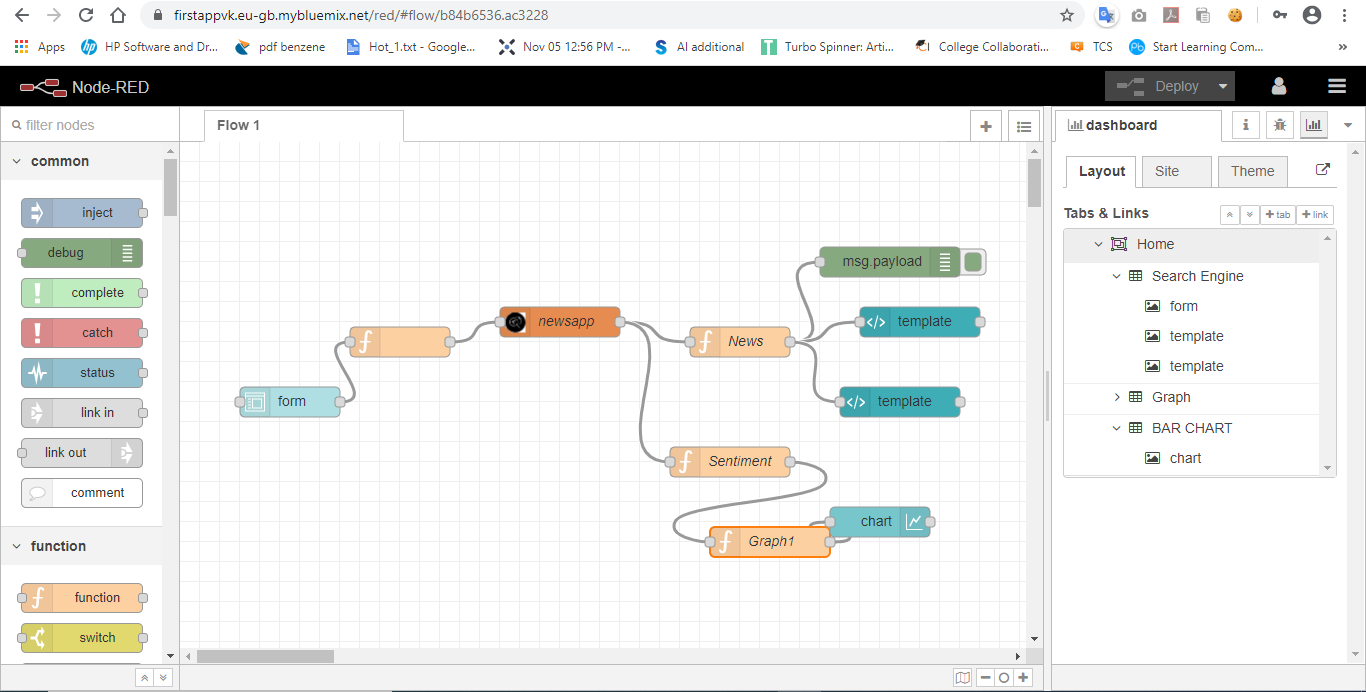 firstappvk.eu-gb.mybluemix.net/red/#flow/b84b6536.ac3228
Apps
HP Software and Dr...
pdf benzene
Hot_1.txt - Google...
Nov 05 12:56 PM -...
AI additional
Turbo Spinner: Arti...
College Collaborati...
TCS
Start Learning Com...
»
Node-RED
Deploy
filter nodes
common
inject
debug
complete
catch
status
link in
link out
comment
function
function
switch
Flow 1
form
newsapp
News
msg.payload
template
template
Sentiment
Graph1
chart
dashboard
Layout
Site
Theme
Tabs & Links
+ tab
+ link
Home
Search Engine
form
template
template
Graph
BAR CHART
chart